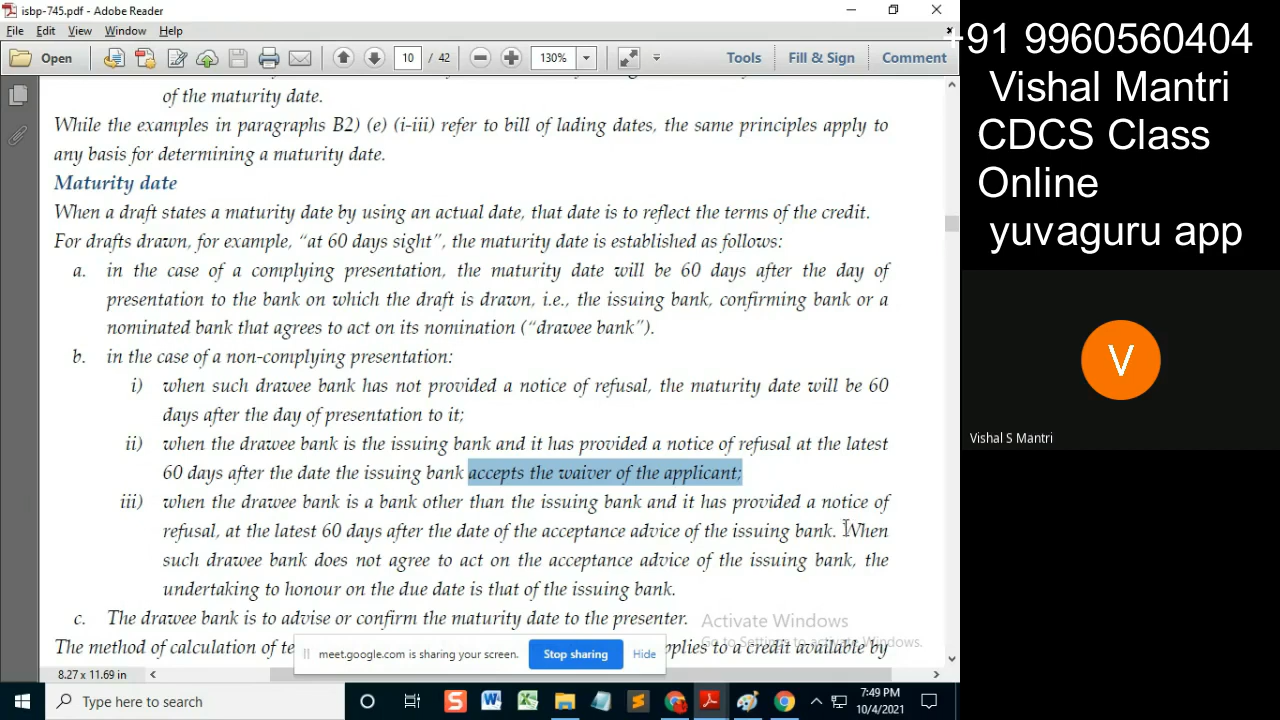 isbp-745.pdf - Adobe Reader
File Edit View Window Help
Open 10 / 42 130% Tools Fill & Sign Comment
of the maturity date.
While the examples in paragraphs B2) (e) (i-iii) refer to bill of lading dates, the same principles apply to
any basis for determining a maturity date.
Maturity date
When a draft states a maturity date by using an actual date, that date is to reflect the terms of the credit.
For drafts drawn, for example, “at 60 days sight”, the maturity date is established as follows:
a. in the case of a complying presentation, the maturity date will be 60 days after the day of
presentation to the bank on which the draft is drawn, i.e., the issuing bank, confirming bank or a
nominated bank that agrees to act on its nomination (“drawee bank”).
b. in the case of a non-complying presentation:
i) when such drawee bank has not provided a notice of refusal, the maturity date will be 60
days after the day of presentation to it;
ii) when the drawee bank is the issuing bank and it has provided a notice of refusal at the latest
60 days after the date the issuing bank accepts the waiver of the applicant;
iii) when the drawee bank is a bank other than the issuing bank and it has provided a notice of
refusal, at the latest 60 days after the date of the acceptance advice of the issuing bank. When
such drawee bank does not agree to act on the acceptance advice of the issuing bank, the
undertaking to honour on the due date is that of the issuing bank.
c. The drawee bank is to advise or confirm the maturity date to the presenter.
The method of calculation of te
pplies to a credit available by
Activate Windows
Go to Settings to activate Windows.
meet.google.com is sharing your screen. Stop sharing Hide
8.27 x 11.69 in
Type here to search
7:49 PM
10/4/2021
+91 9960560404
Vishal Mantri
CDCS Class
Online
yuvaguru app
V
Vishal S Mantri